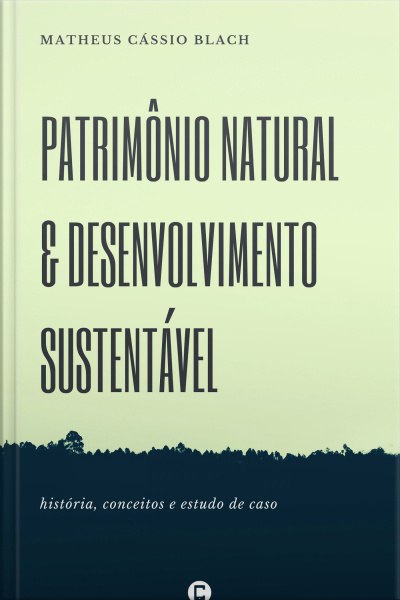 MATHEUS CÁSSIO BLACH
PATRIMÔNIO NATURAL
& DESENVOLVIMENTO
SUSTENTÁVEL
história, conceitos e estudo de caso